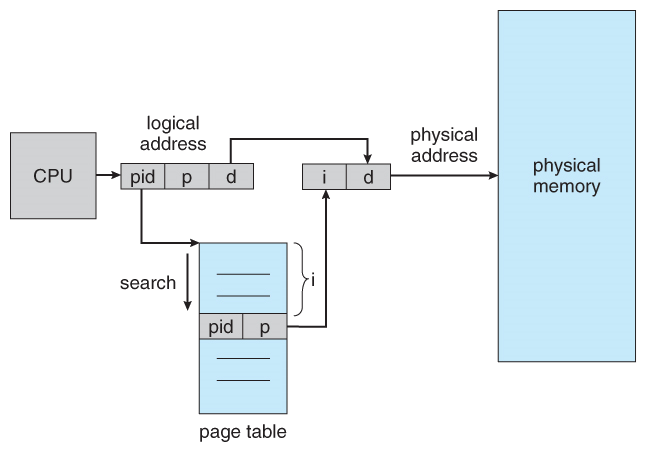 logical
address
physical
address
CPU
pid p d
i d
physical
memory
search
i
pid p
page table